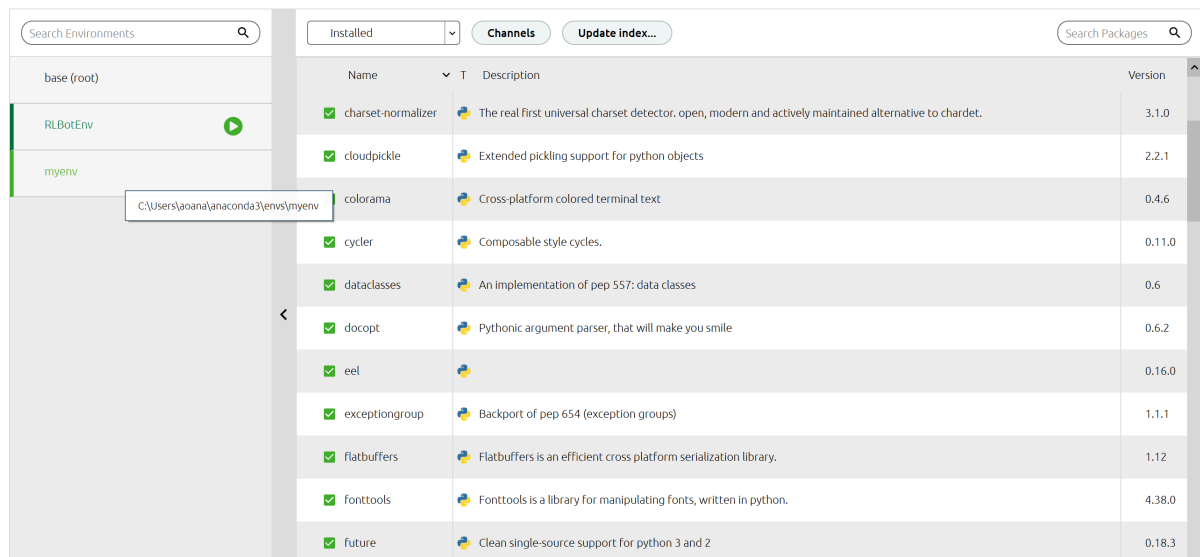 Search Environments
Installed
Channels
Update index...
Search Packages
base (root)
RLBotEnv
myenv
C:\Users\aoana\anaconda3\envs\myenv
Name T Description Version
charset-normalizer The real first universal charset detector. open, modern and actively maintained alternative to chardet. 3.1.0
cloudpickle Extended pickling support for python objects 2.2.1
colorama Cross-platform colored terminal text 0.4.6
cycler Composable style cycles. 0.11.0
dataclasses An implementation of pep 557: data classes 0.6
docopt Pythonic argument parser, that will make you smile 0.6.2
eel 0.16.0
exceptiongroup Backport of pep 654 (exception groups) 1.1.1
flatbuffers Flatbuffers is an efficient cross platform serialization library. 1.12
fonttools Fonttools is a library for manipulating fonts, written in python. 4.38.0
future Clean single-source support for python 3 and 2 0.18.3